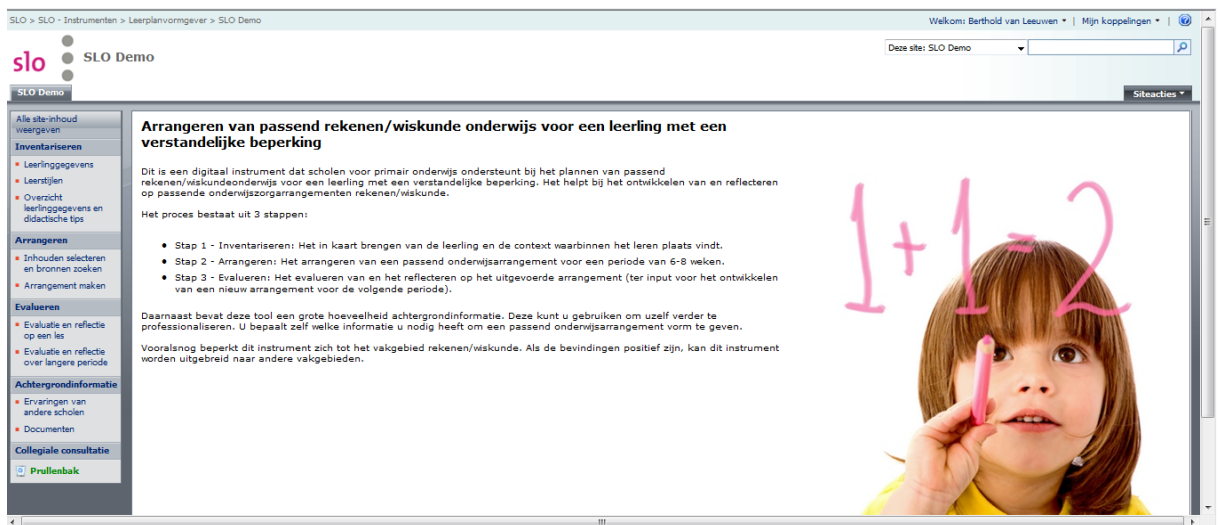 SLO > SLO - Instrumenten > Leerplanvormgever > SLO Demo
Welkom: Berthold van Leeuwen | Mijn koppelingen |
slo
SLO Demo
Deze site: SLO Demo
SLO Demo
Siteacties
Alle site-inhoud
weergeven
Inventariseren
Leerlinggegevens
Leerstijlen
Overzicht
leerlinggegevens en
didactische tips
Arrangeren
Inhouden selecteren
en bronnen zoeken
Arrangement maken
Evalueren
Evaluatie en reflectie
op een les
Evaluatie en reflectie
over langere periode
Achtergrondinformatie
Ervaringen van
andere scholen
Documenten
Collegiale consultatie
Prullenbak
Arrangeren van passend rekenen/wiskunde onderwijs voor een leerling met een
verstandelijke beperking
Dit is een digitaal instrument dat scholen voor primair onderwijs ondersteunt bij het plannen van passend
rekenen/wiskundeonderwijs voor een leerling met een verstandelijke beperking. Het helpt bij het ontwikkelen van en reflecteren
op passende onderwijszorgarrangementen rekenen/wiskunde.
Het proces bestaat uit 3 stappen:
• Stap 1 - Inventariseren: Het in kaart brengen van de leerling en de context waarbinnen het leren plaats vindt.
• Stap 2 - Arrangeren: Het arrangeren van een passend onderwijsarrangement voor een periode van 6-8 weken.
• Stap 3 - Evalueren: Het evalueren van en het reflecteren op het uitgevoerde arrangement (ter input voor het ontwikkelen
van een nieuw arrangement voor de volgende periode).
Daarnaast bevat deze tool een grote hoeveelheid achtergrondinformatie. Deze kunt u gebruiken om uzelf verder te
professionaliseren. U bepaalt zelf welke informatie u nodig heeft om een passend onderwijsarrangement vorm te geven.
Vooralsnog beperkt dit instrument zich tot het vakgebied rekenen/wiskunde. Als de bevindingen positief zijn, kan dit instrument
worden uitgebreid naar andere vakgebieden.
1+1=2